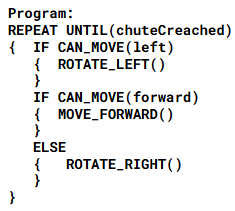 Program:
REPEAT UNTIL(chuteCreached)
{  IF CAN_MOVE(left)
   {  ROTATE_LEFT()
   }
   IF CAN_MOVE(forward)
   {  MOVE_FORWARD()
   }
   ELSE
   {   ROTATE_RIGHT()
   }
}